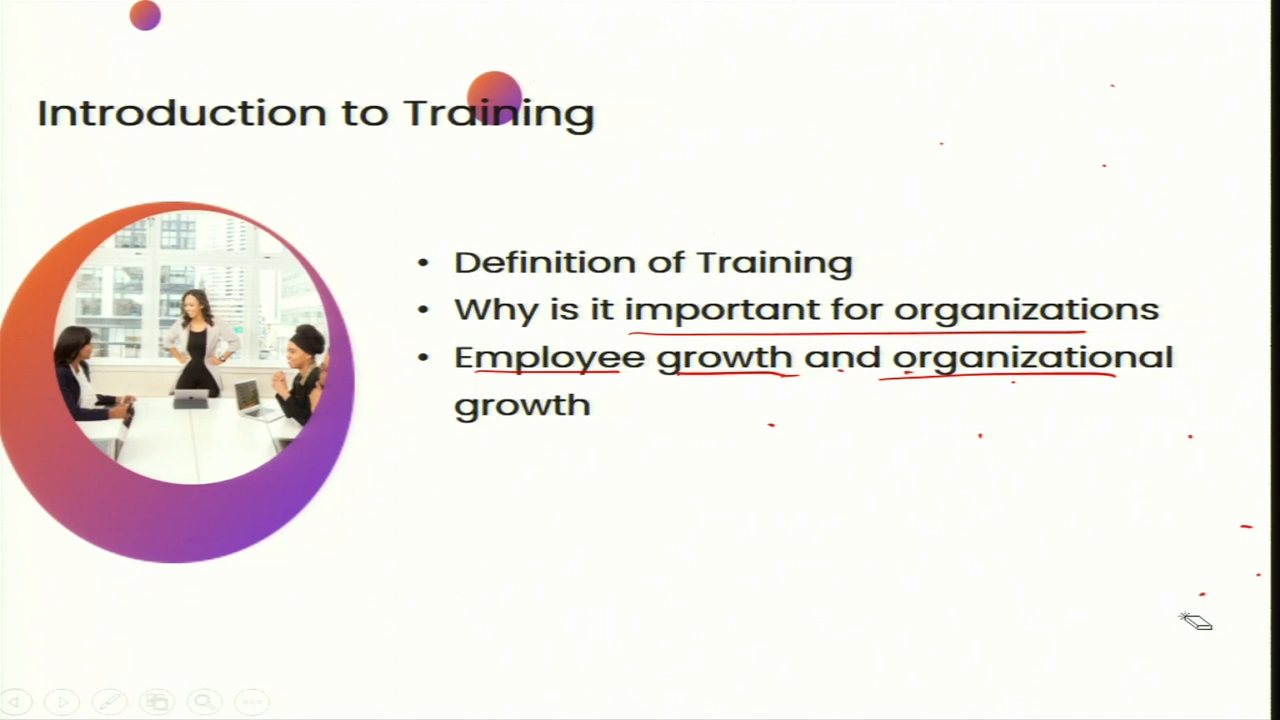 Introduction to Training
• Definition of Training
• Why is it important for organizations
• Employee growth and organizational
growth